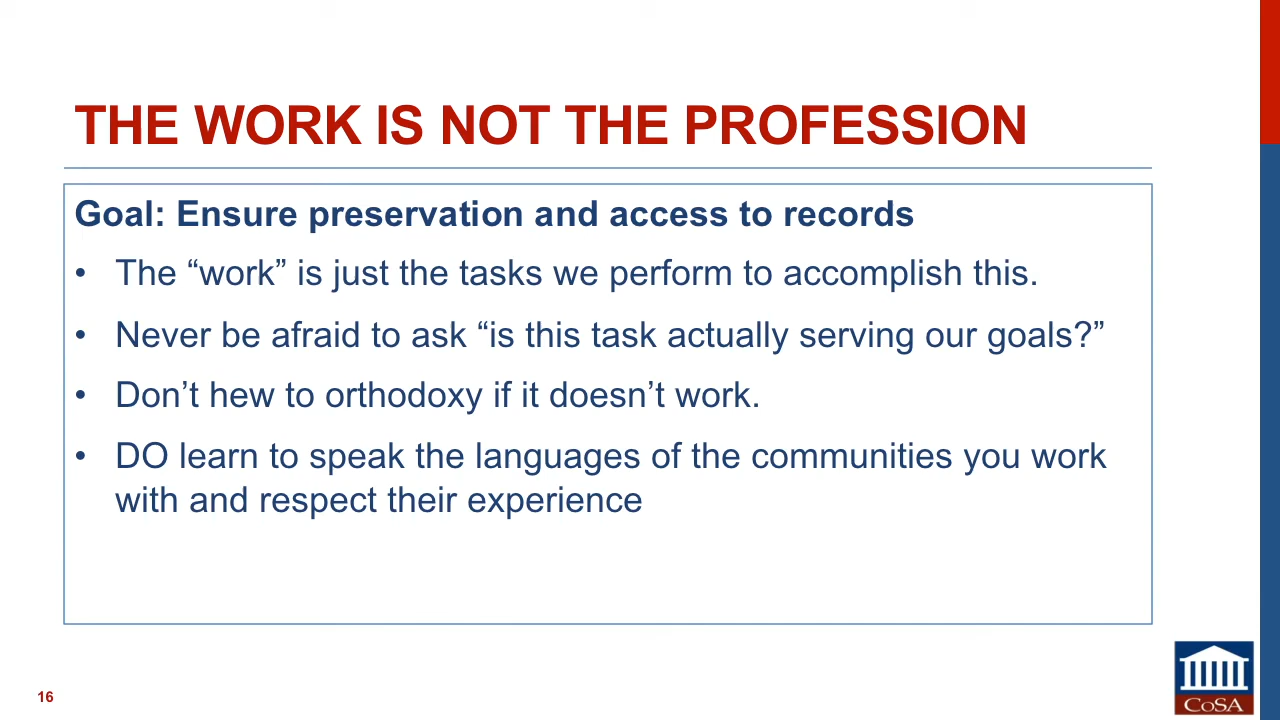 THE WORK IS NOT THE PROFESSION
Goal: Ensure preservation and access to records
• The “work” is just the tasks we perform to accomplish this.
• Never be afraid to ask “is this task actually serving our goals?”
• Don’t hew to orthodoxy if it doesn’t work.
• DO learn to speak the languages of the communities you work
with and respect their experience
16
CoSA